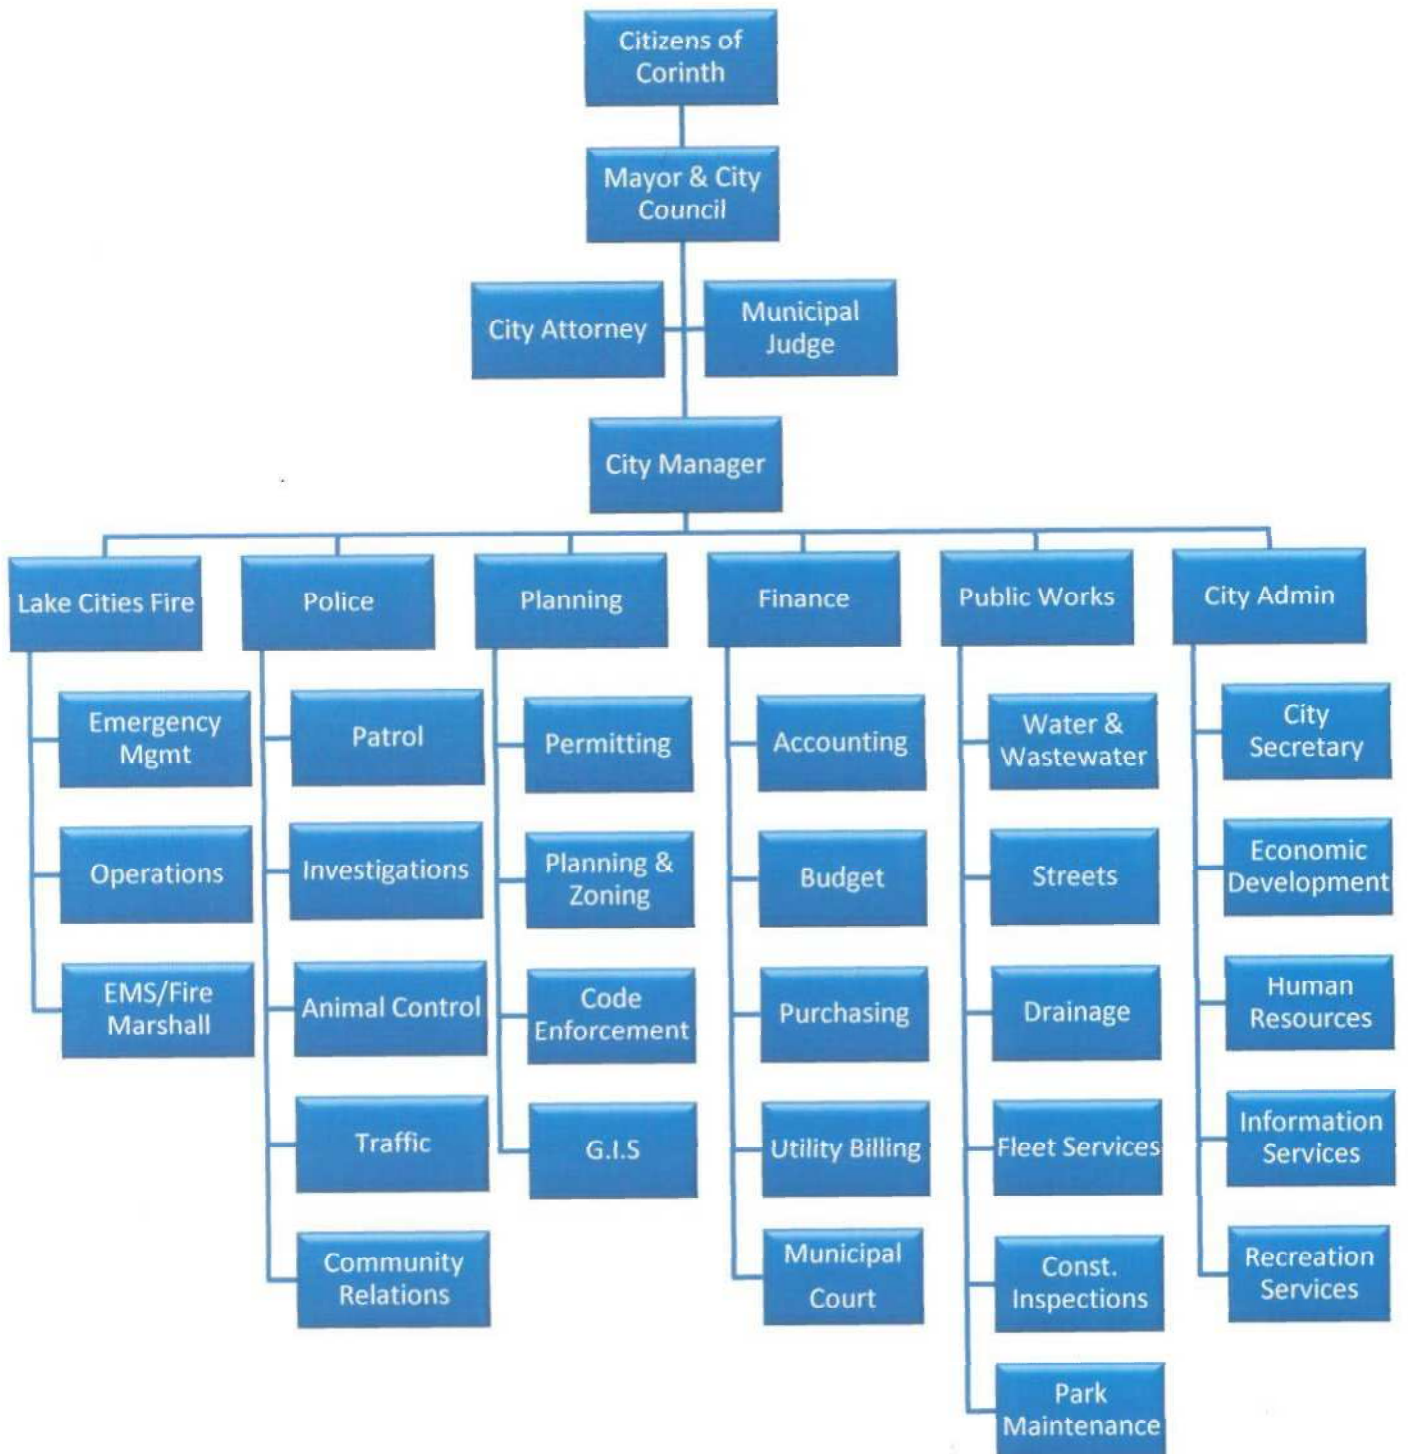 Citizens of
Corinth
Mayor & City
Council
City Attorney
Municipal
Judge
City Manager
Lake Cities Fire
Police
Planning
Finance
Public Works
City Admin
Emergency
Mgmt
Operations
EMS/Fire
Marshall
Patrol
Investigations
Animal Control
Traffic
Community
Relations
Permitting
Planning &
Zoning
Code
Enforcement
G.I.S
Accounting
Budget
Purchasing
Utility Billing
Municipal
Court
Water &
Wastewater
Streets
Drainage
Fleet Services
Const.
Inspections
Park
Maintenance
City
Secretary
Economic
Development
Human
Resources
Information
Services
Recreation
Services